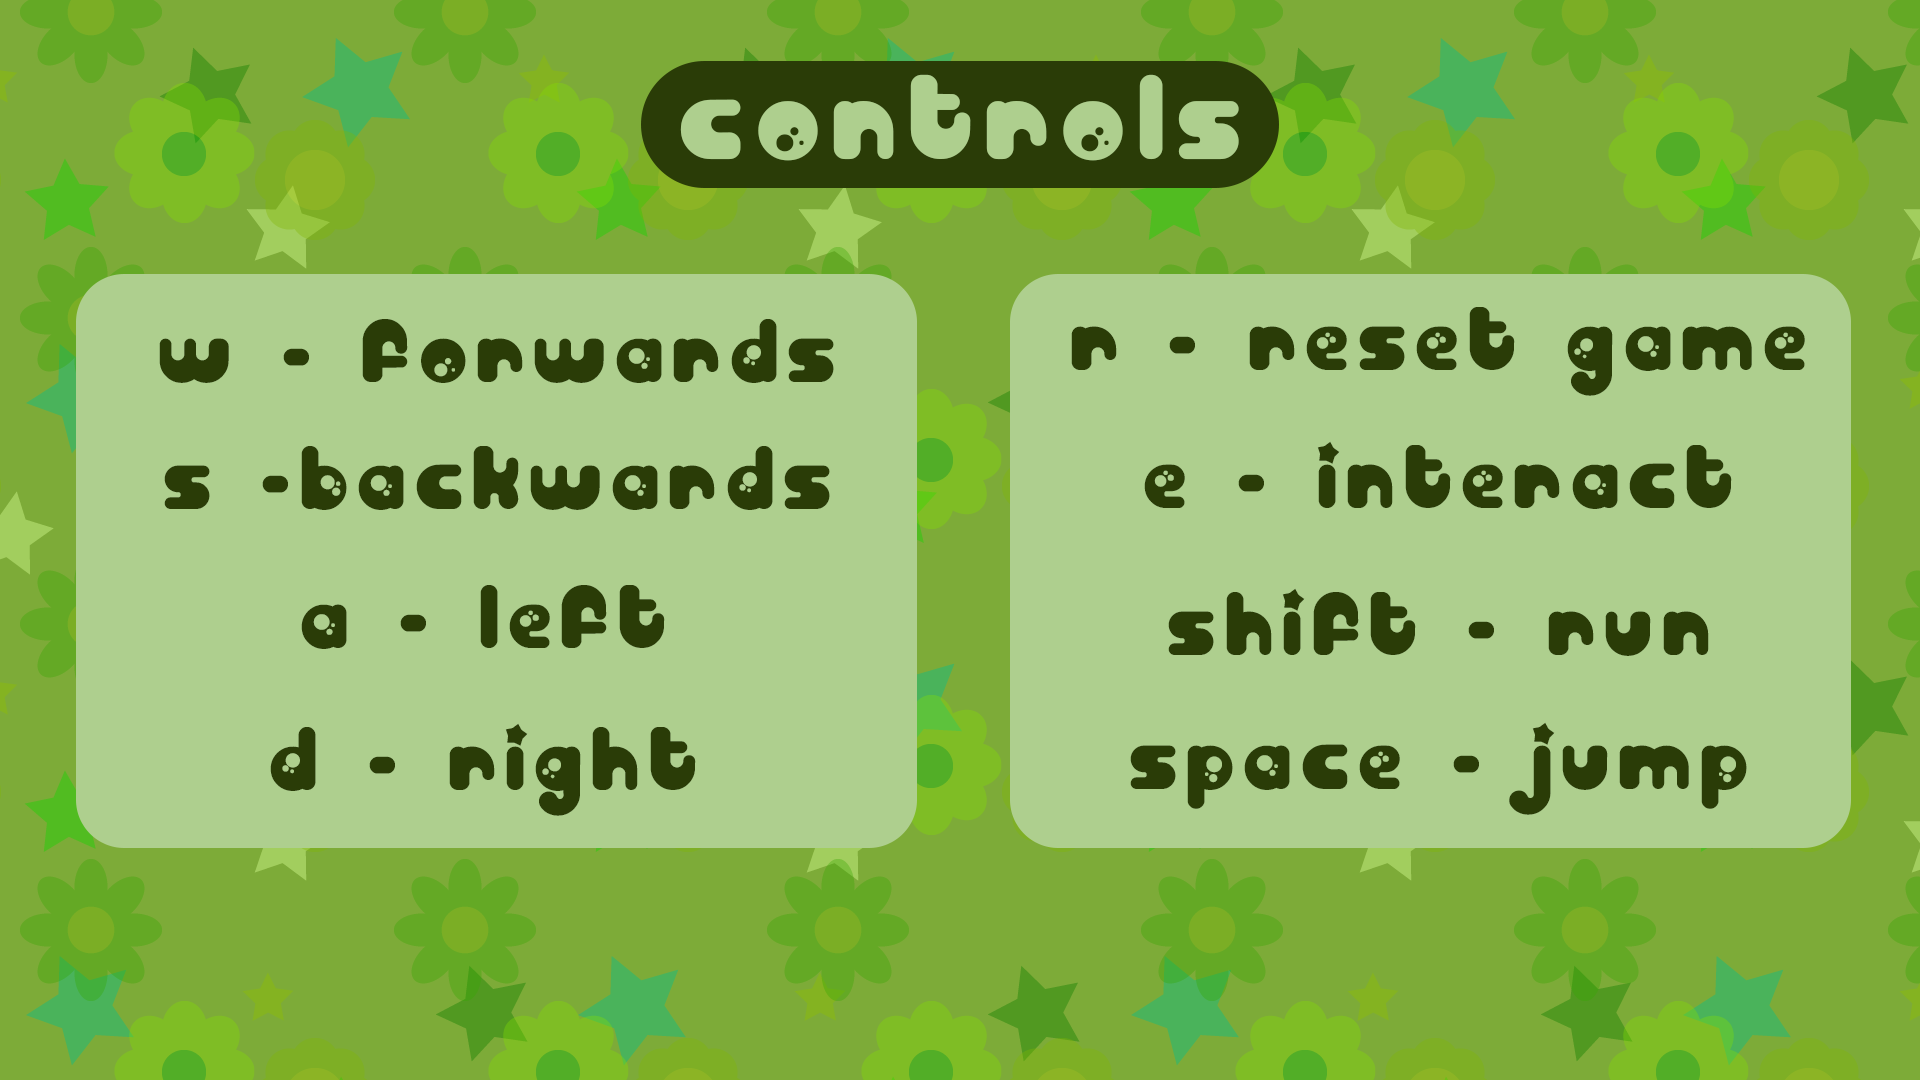 controls
w - forwards
s -backwards
a - left
d - right
r - reset game
e - interact
shift - run
space - jump